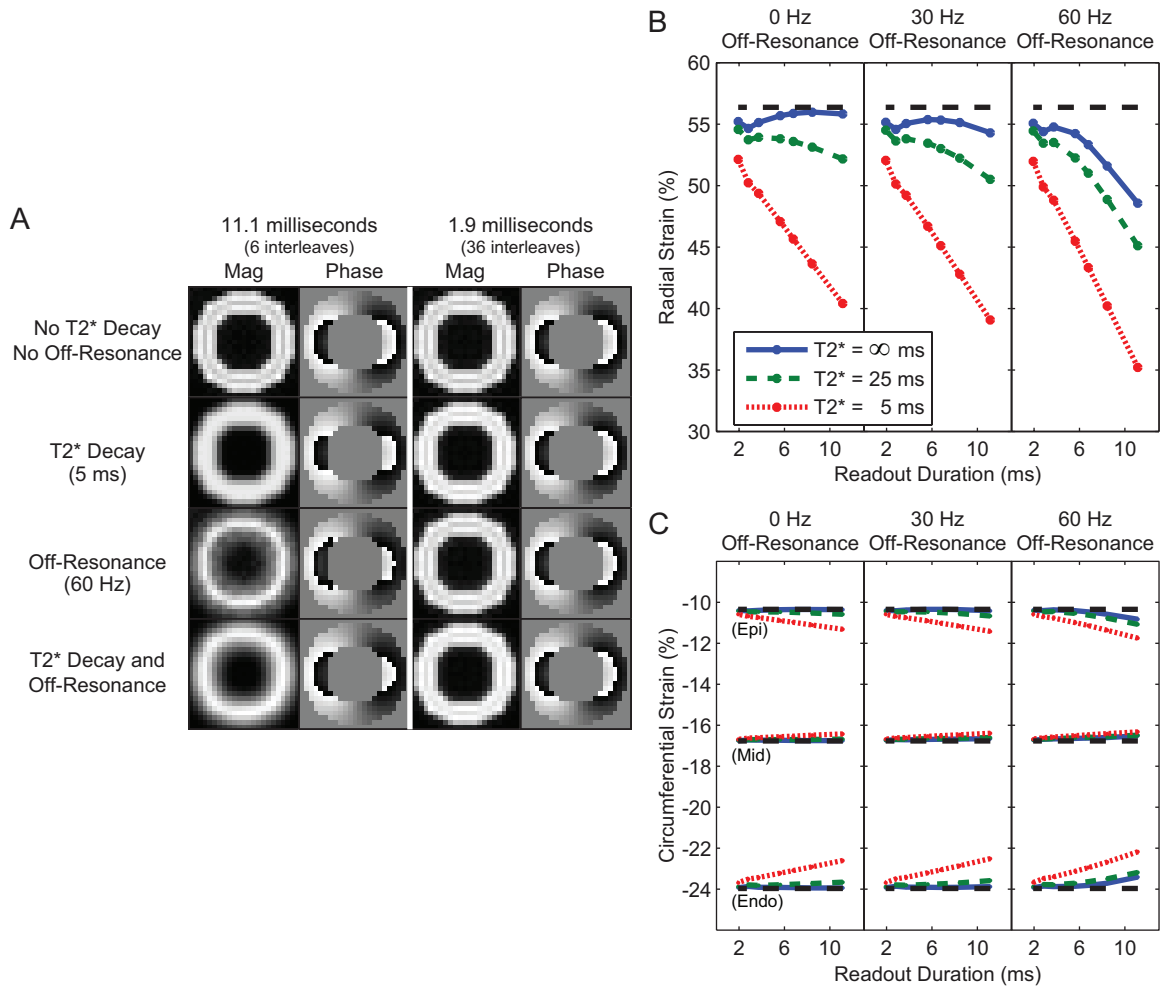 A
11.1 milliseconds
(6 interleaves)
1.9 milliseconds
(36 interleaves)
Mag Phase Mag Phase
No T2* Decay
No Off-Resonance
T2* Decay
(5 ms)
Off-Resonance
(60 Hz)
T2* Decay and
Off-Resonance
B
0 Hz
Off-Resonance
30 Hz
Off-Resonance
60 Hz
Off-Resonance
Radial Strain (%)
60
55
50
45
40
35
30
T2* = ∞ ms
T2* = 25 ms
T2* = 5 ms
2 6 10 2 6 10 2 6 10
Readout Duration (ms)
C
0 Hz
Off-Resonance
30 Hz
Off-Resonance
60 Hz
Off-Resonance
Circumferential Strain (%)
-10
-12
-14
-16
-18
-20
-22
-24
(Epi)
(Mid)
(Endo)
2 6 10 2 6 10 2 6 10
Readout Duration (ms)